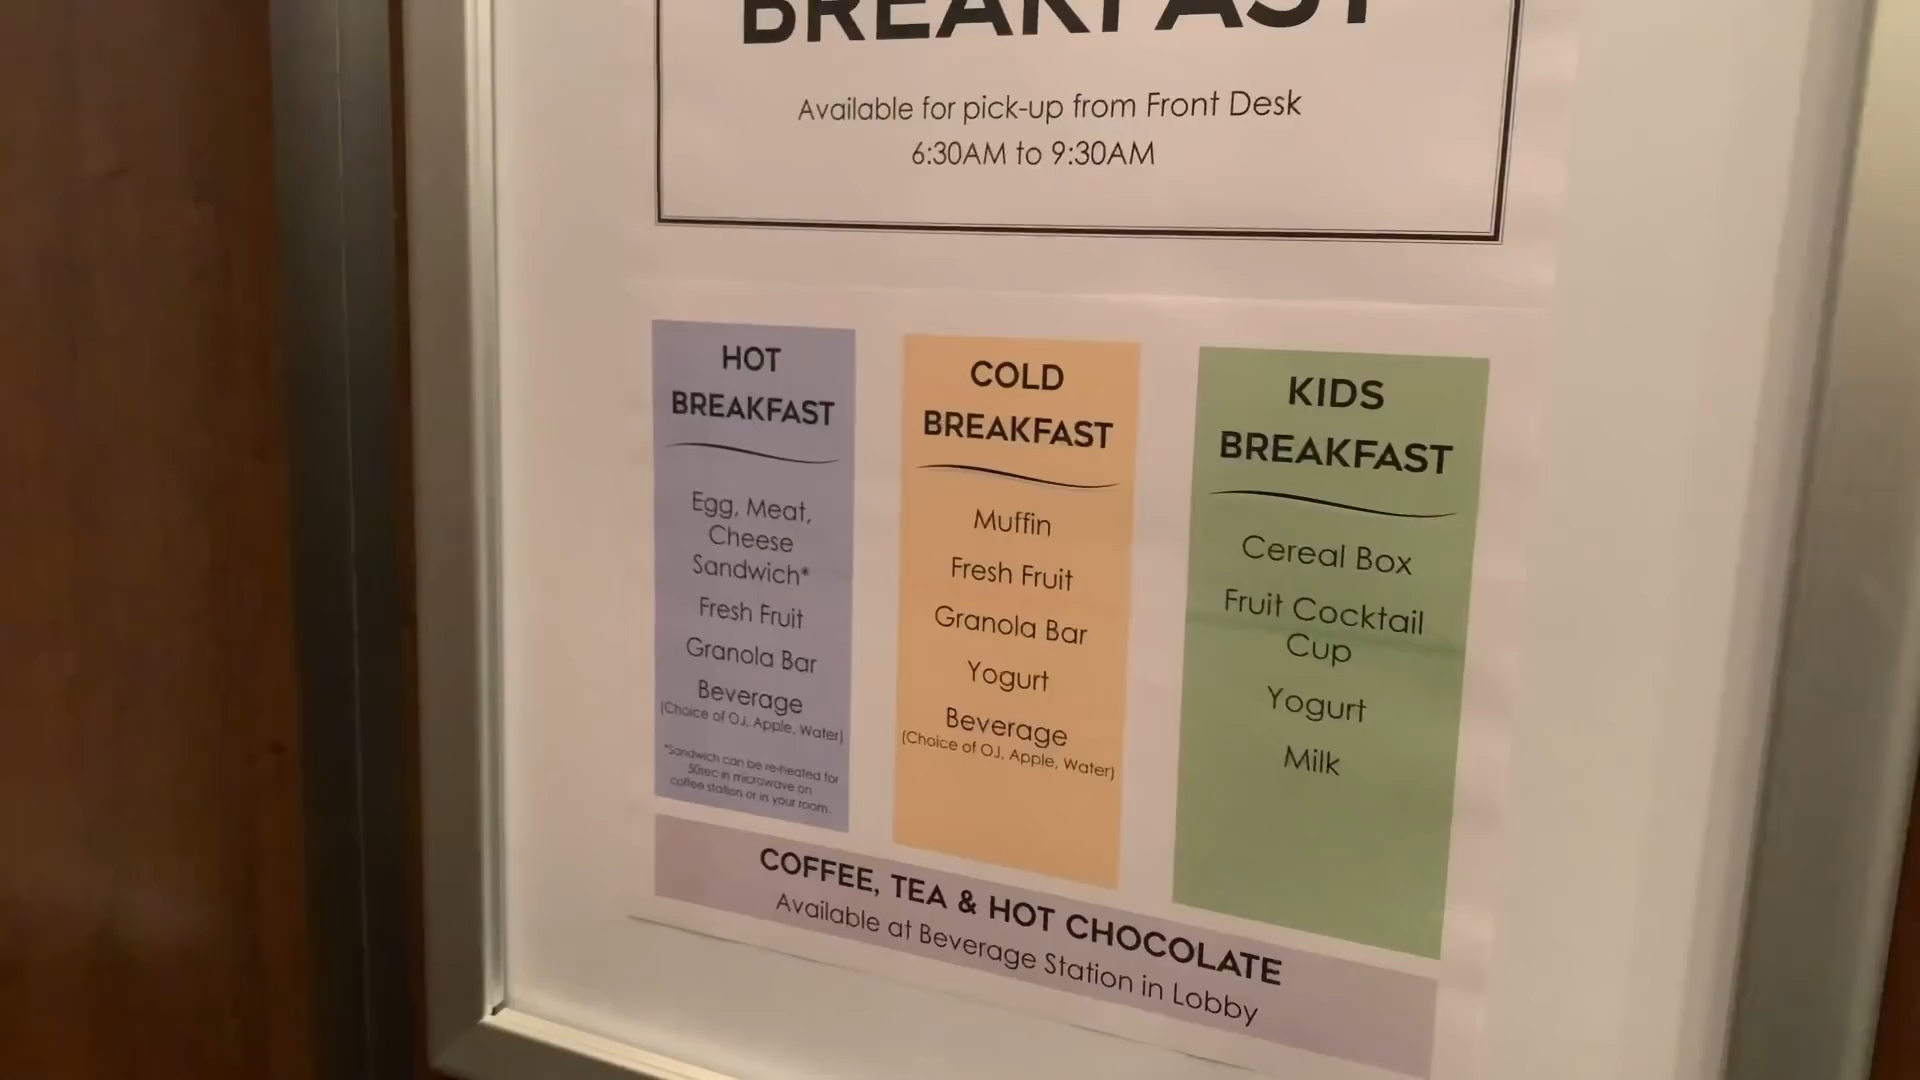 BREAKFAST
Available for pick-up from Front Desk
6:30AM to 9:30AM
HOT
BREAKFAST
Egg, Meat,
Cheese
Sandwich*
Fresh Fruit
Granola Bar
Beverage
(Choice of OJ, Apple, Water)
*Sandwich can be re-heated for
50sec in microwave on
coffee station or in your room.
COLD
BREAKFAST
Muffin
Fresh Fruit
Granola Bar
Yogurt
Beverage
(Choice of OJ, Apple, Water)
KIDS
BREAKFAST
Cereal Box
Fruit Cocktail
Cup
Yogurt
Milk
COFFEE, TEA & HOT CHOCOLATE
Available at Beverage Station in Lobby